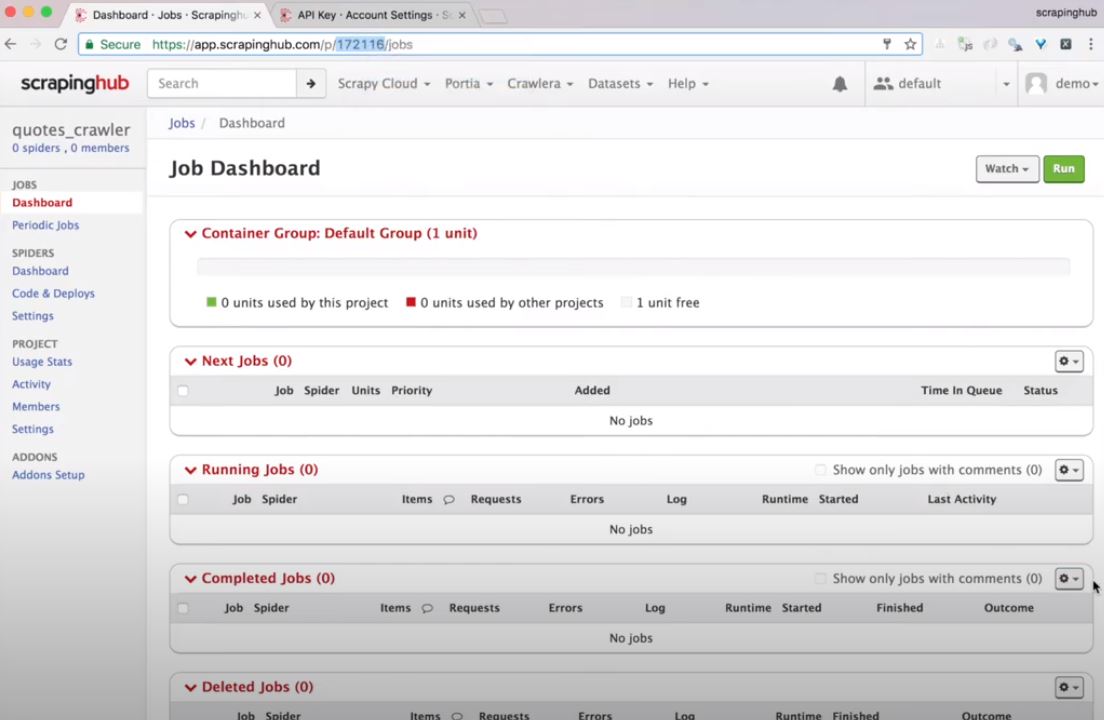 Dashboard · Jobs · Scrapinghu
API Key · Account Settings · Sc
scrapinghub
Secure https://app.scrapinghub.com/p/172116/jobs
scrapinghub Search Scrapy Cloud Portia Crawlera Datasets Help default demo
quotes_crawler
0 spiders , 0 members
JOBS
Dashboard
Periodic Jobs
SPIDERS
Dashboard
Code & Deploys
Settings
PROJECT
Usage Stats
Activity
Members
Settings
ADDONS
Addons Setup
Jobs / Dashboard
Job Dashboard Watch Run
Container Group: Default Group (1 unit)
0 units used by this project 0 units used by other projects 1 unit free
Next Jobs (0)
Job Spider Units Priority Added Time In Queue Status
No jobs
Running Jobs (0) Show only jobs with comments (0)
Job Spider Items Requests Errors Log Runtime Started Last Activity
No jobs
Completed Jobs (0) Show only jobs with comments (0)
Job Spider Items Requests Errors Log Runtime Started Finished Outcome
No jobs
Deleted Jobs (0)
Job Spider Items Requests Errors Log Runtime Finished Outcome